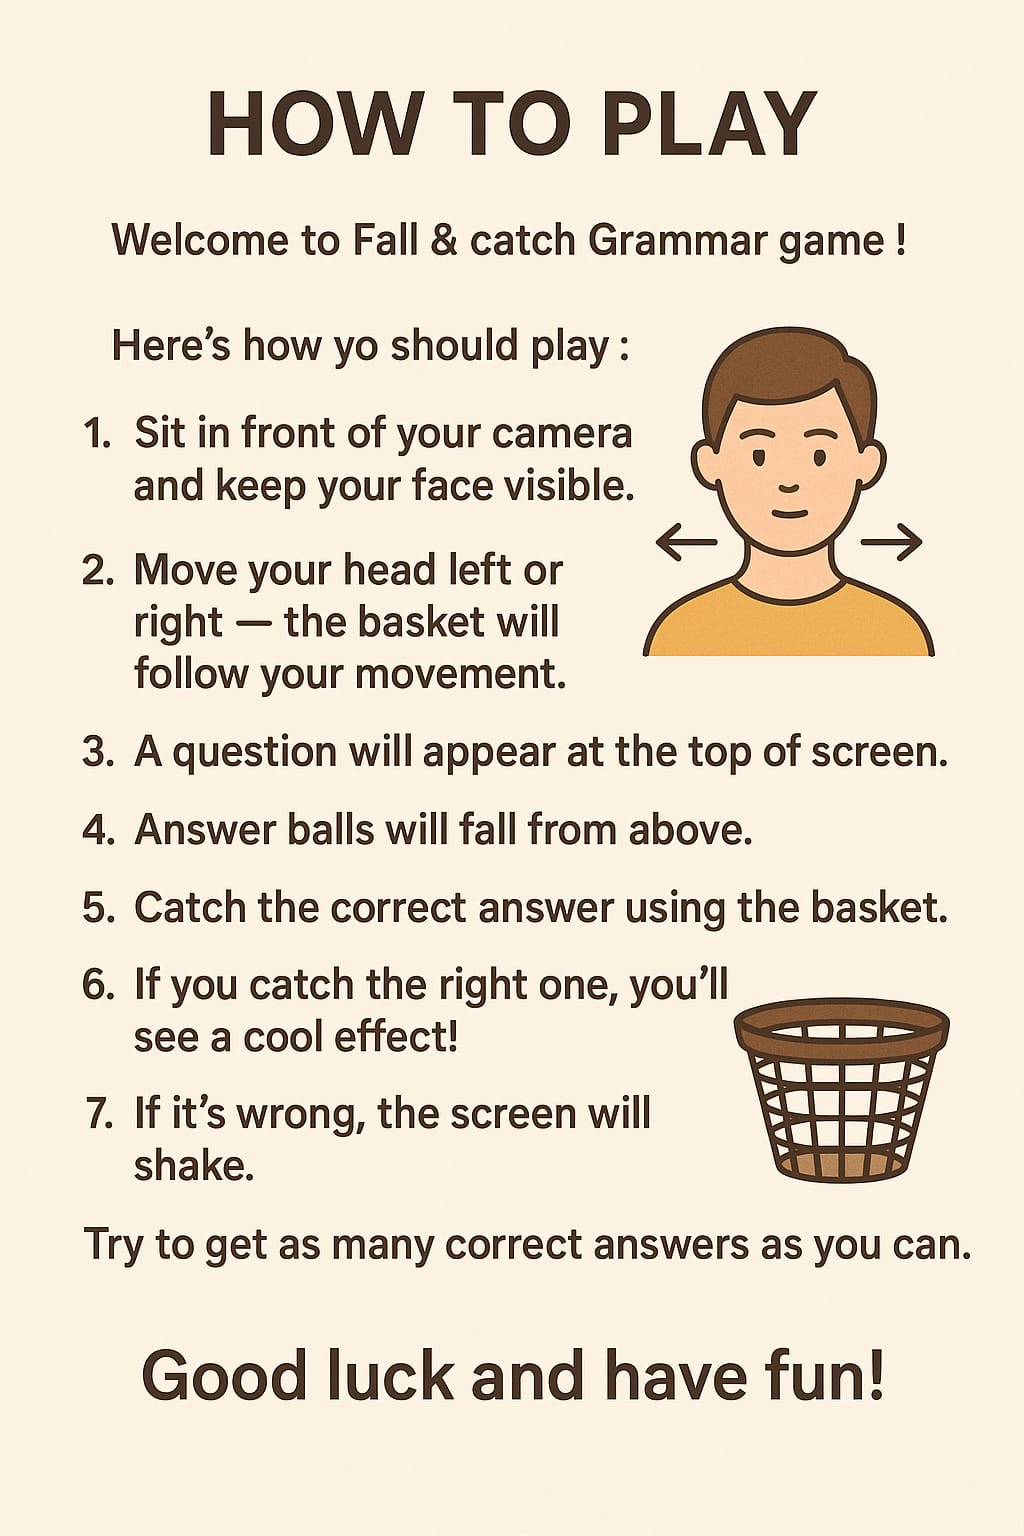 HOW TO PLAY
Welcome to Fall & catch Grammar game !
Here’s how yo should play :
1. Sit in front of your camera
and keep your face visible.
2. Move your head left or
right — the basket will
follow your movement.
3. A question will appear at the top of screen.
4. Answer balls will fall from above.
5. Catch the correct answer using the basket.
6. If you catch the right one, you’ll
see a cool effect!
7. If it’s wrong, the screen will
shake.
Try to get as many correct answers as you can.
Good luck and have fun!